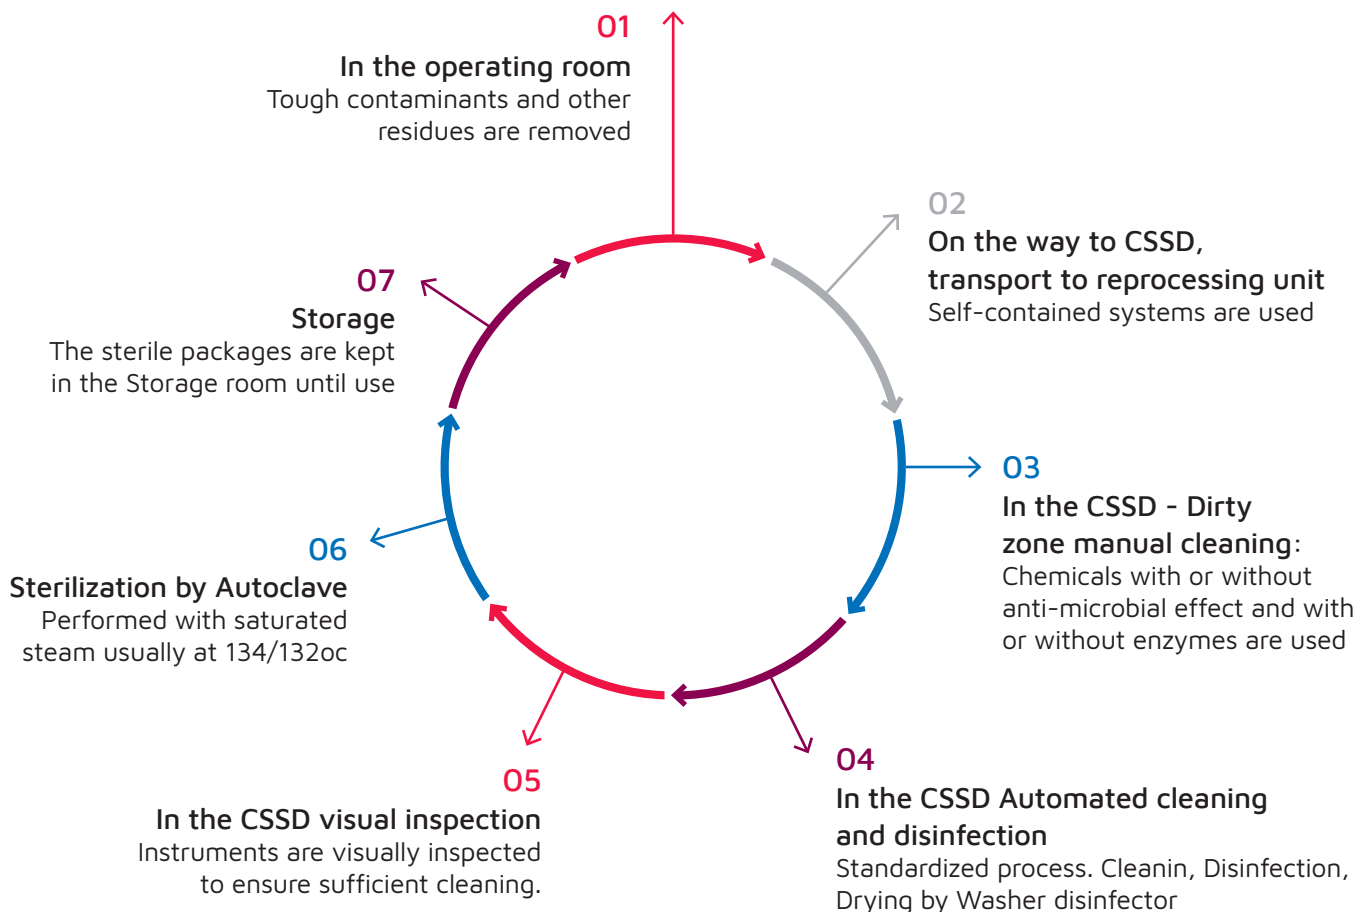 01
In the operating room
Tough contaminants and other
residues are removed
02
On the way to CSSD,
transport to reprocessing unit
Self-contained systems are used
03
In the CSSD - Dirty
zone manual cleaning:
Chemicals with or without
anti-microbial effect and with
or without enzymes are used
04
In the CSSD Automated cleaning
and disinfection
Standardized process. Cleanin, Disinfection,
Drying by Washer disinfector
05
In the CSSD visual inspection
Instruments are visually inspected
to ensure sufficient cleaning.
06
Sterilization by Autoclave
Performed with saturated
steam usually at 134/132oc
07
Storage
The sterile packages are kept
in the Storage room until use